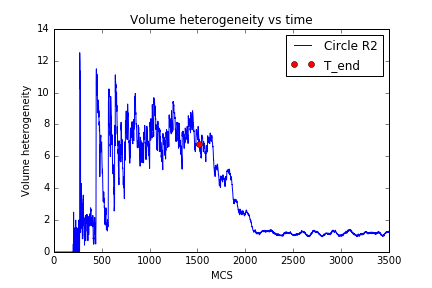 Volume heterogeneity vs time
Volume heterogeneity
14
12
10
8
6
4
2
0
Circle R2
T_end
0 500 1000 1500 2000 2500 3000 3500
MCS